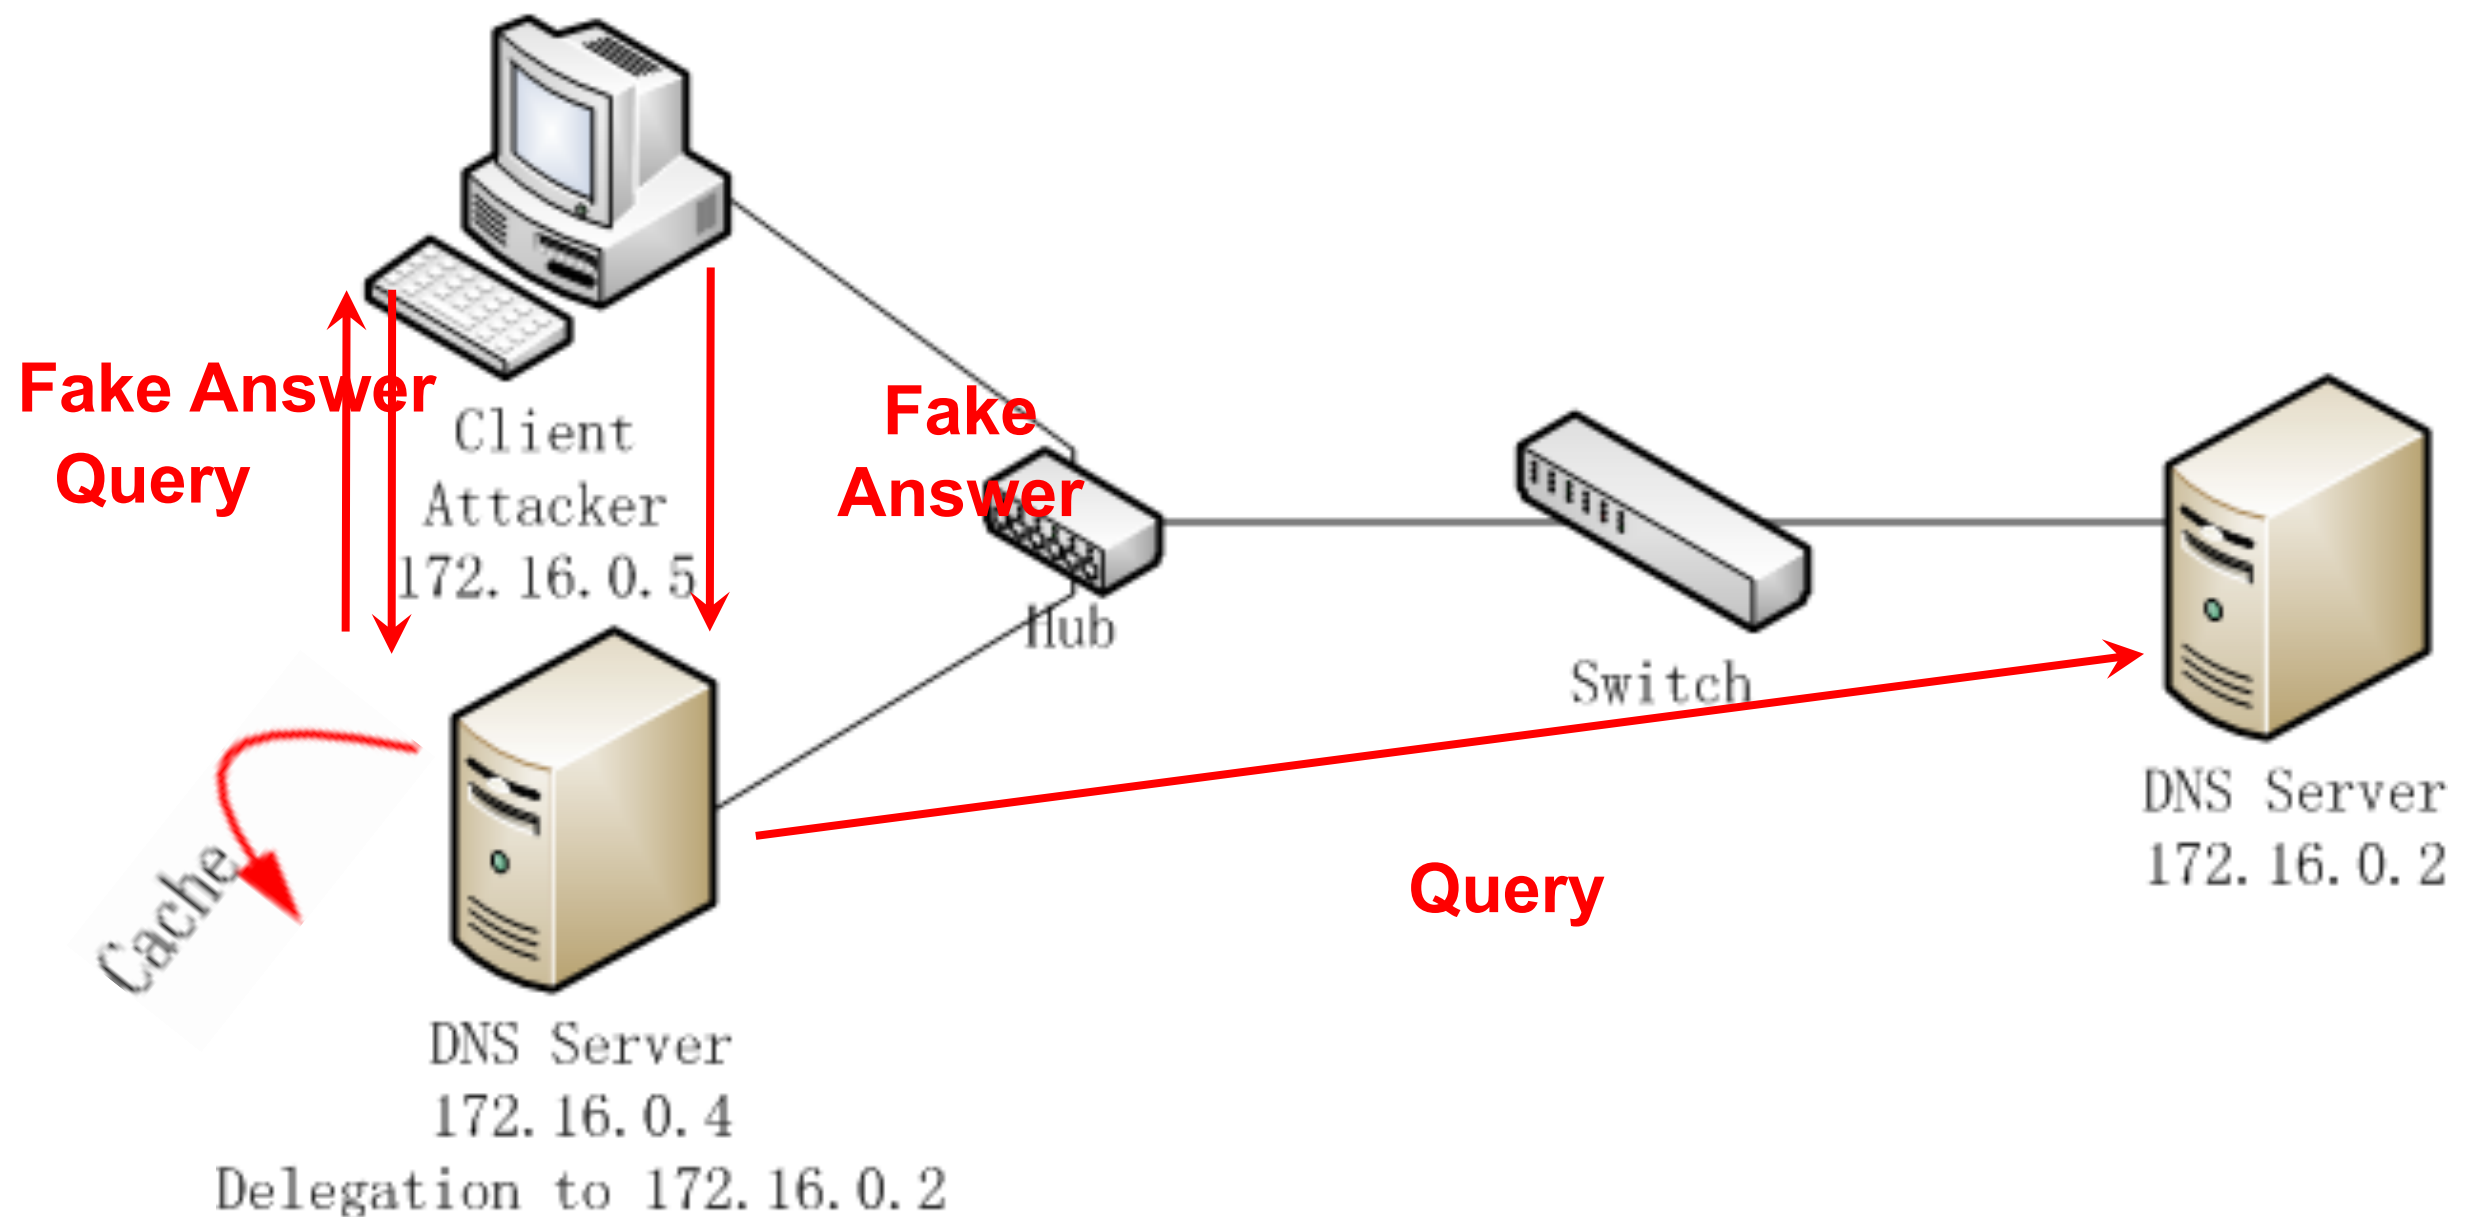 Fake Answer
Query
Client
Attacker
172.16.0.5
Fake
Answer
Hub
Switch
Query
DNS Server
172.16.0.2
Cache
DNS Server
172.16.0.4
Delegation to 172.16.0.2